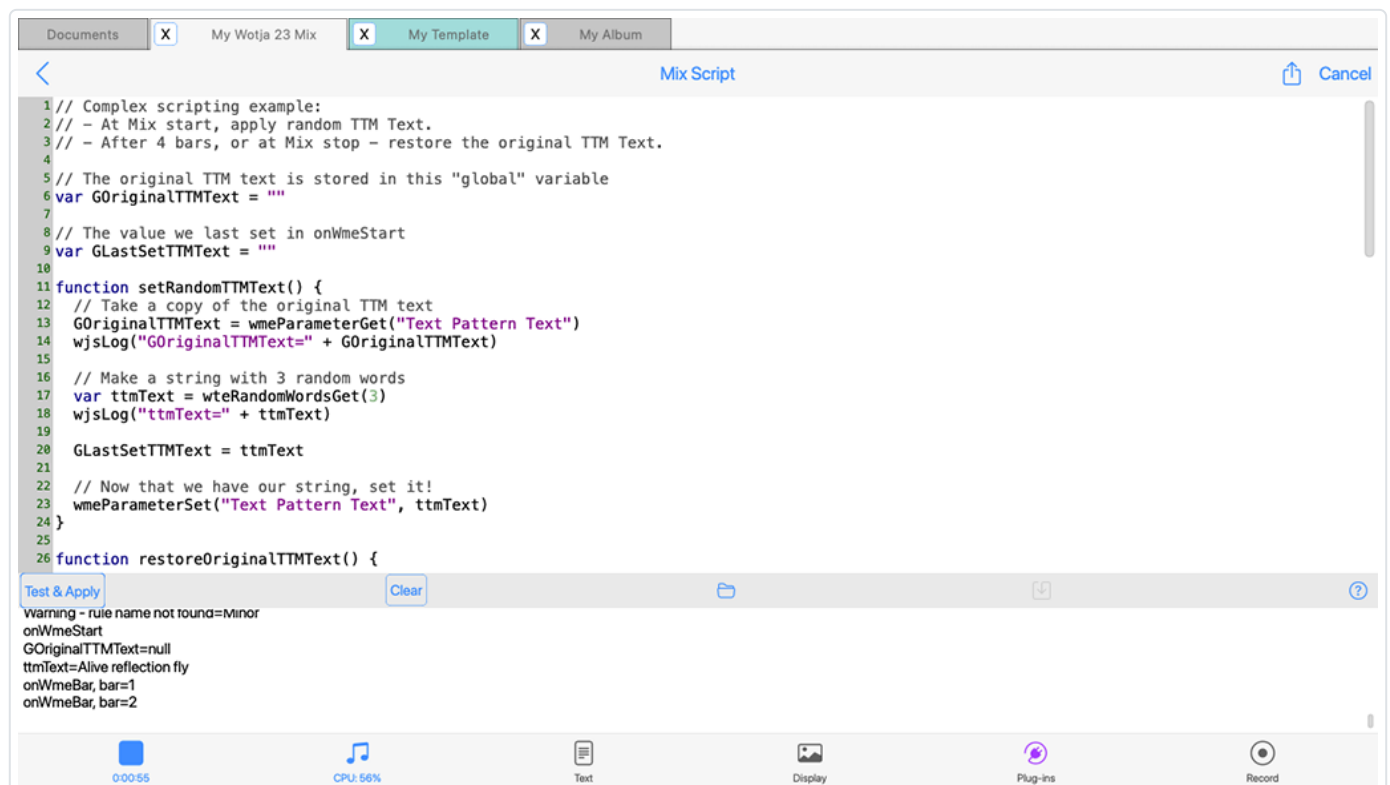 Documents X My Wotja 23 Mix X My Template X My Album
Mix Script Cancel
1 // Complex scripting example:
2 // - At Mix start, apply random TTM Text.
3 // - After 4 bars, or at Mix stop - restore the original TTM Text.
4
5 // The original TTM text is stored in this "global" variable
6 var GOriginalTTMText = ""
7
8 // The value we last set in onWmeStart
9 var GLastSetTTMText = ""
10
11 function setRandomTTMText() {
12 // Take a copy of the original TTM text
13 GOriginalTTMText = wmeParameterGet("Text Pattern Text")
14 wjsLog("GOriginalTTMText=" + GOriginalTTMText)
15
16 // Make a string with 3 random words
17 var ttmText = wteRandomWordsGet(3)
18 wjsLog("ttmText=" + ttmText)
19
20 GLastSetTTMText = ttmText
21
22 // Now that we have our string, set it!
23 wmeParameterSet("Text Pattern Text", ttmText)
24 }
25
26 function restoreOriginalTTMText() {
Test & Apply Clear ?
Warning - rule name not found=Minor
onWmeStart
GOriginalTTMText=null
ttmText=Alive reflection fly
onWmeBar, bar=1
onWmeBar, bar=2
0:00:55 CPU: 56% Text Display Plug-ins Record